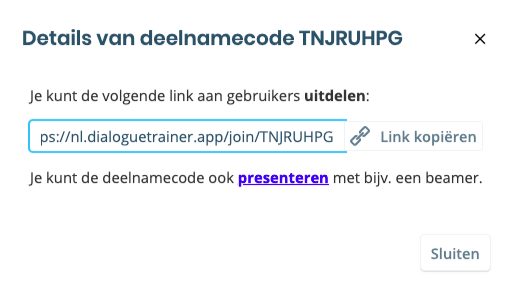 Details van deelnamecode TNJRUHPG
Je kunt de volgende link aan gebruikers uitdelen:
ps://nl.dialoguetrainer.app/join/TNJRUHPG Link kopiëren
Je kunt de deelnamecode ook presenteren met bijv. een beamer.
Sluiten